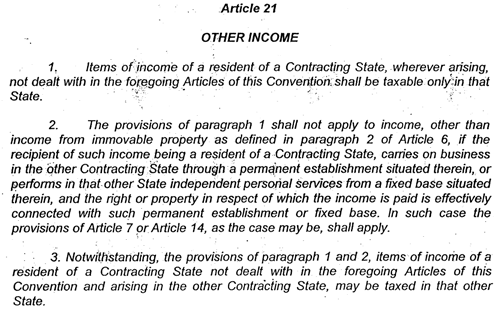 Article 21
OTHER INCOME
1. Items of income of a resident of a Contracting State, wherever arising,
not dealt with in the foregoing Articles of this Convention shall be taxable only in that
State.
2. The provisions of paragraph 1 shall not apply to income, other than
income from immovable property as defined in paragraph 2 of Article 6, if the
recipient of such income being a resident of a Contracting State, carries on business
in the other Contracting State through a permanent establishment situated therein, or
performs in that other State independent personal services from a fixed base situated
therein, and the right or property in respect of which the income is paid is effectively
connected with such permanent establishment or fixed base. In such case the
provisions of Article 7 or Article 14, as the case may be, shall apply.
3. Notwithstanding, the provisions of paragraph 1 and 2, items of income of a
resident of a Contracting State not dealt with in the foregoing Articles of this
Convention and arising in the other Contracting State, may be taxed in that other
State.